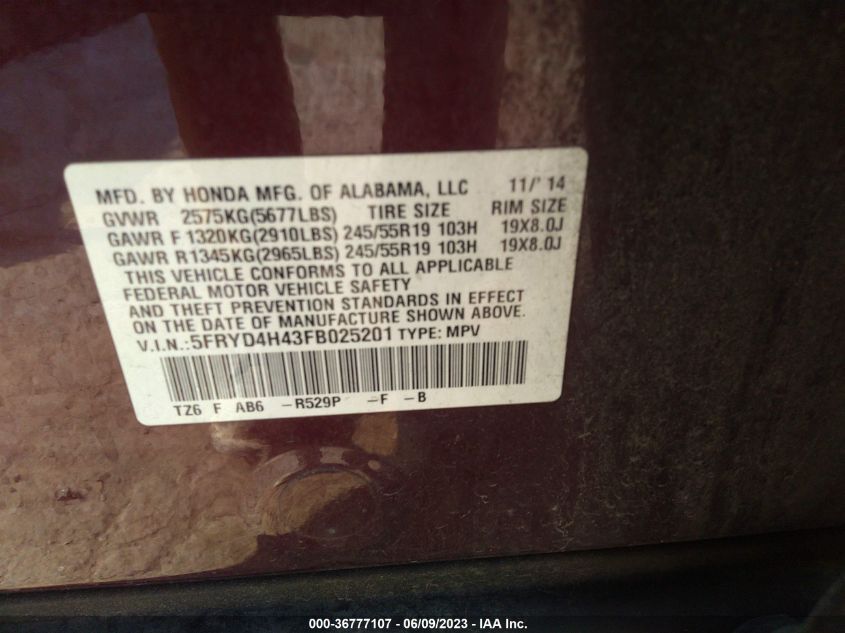 MFD. BY HONDA MFG. OF ALABAMA, LLC 11/' 14
GVWR 2575KG(5677LBS) TIRE SIZE RIM SIZE
GAWR F 1320KG(2910LBS) 245/55R19 103H 19X8.0J
GAWR R1345KG(2965LBS) 245/55R19 103H 19X8.0J
THIS VEHICLE CONFORMS TO ALL APPLICABLE
FEDERAL MOTOR VEHICLE SAFETY
AND THEFT PREVENTION STANDARDS IN EFFECT
ON THE DATE OF MANUFACTURE SHOWN ABOVE.
V.I.N.:5FRYD4H43FB025201 TYPE: MPV
TZ6 F AB6 -R529P -F -B
000-36777107 - 06/09/2023 - IAA Inc.